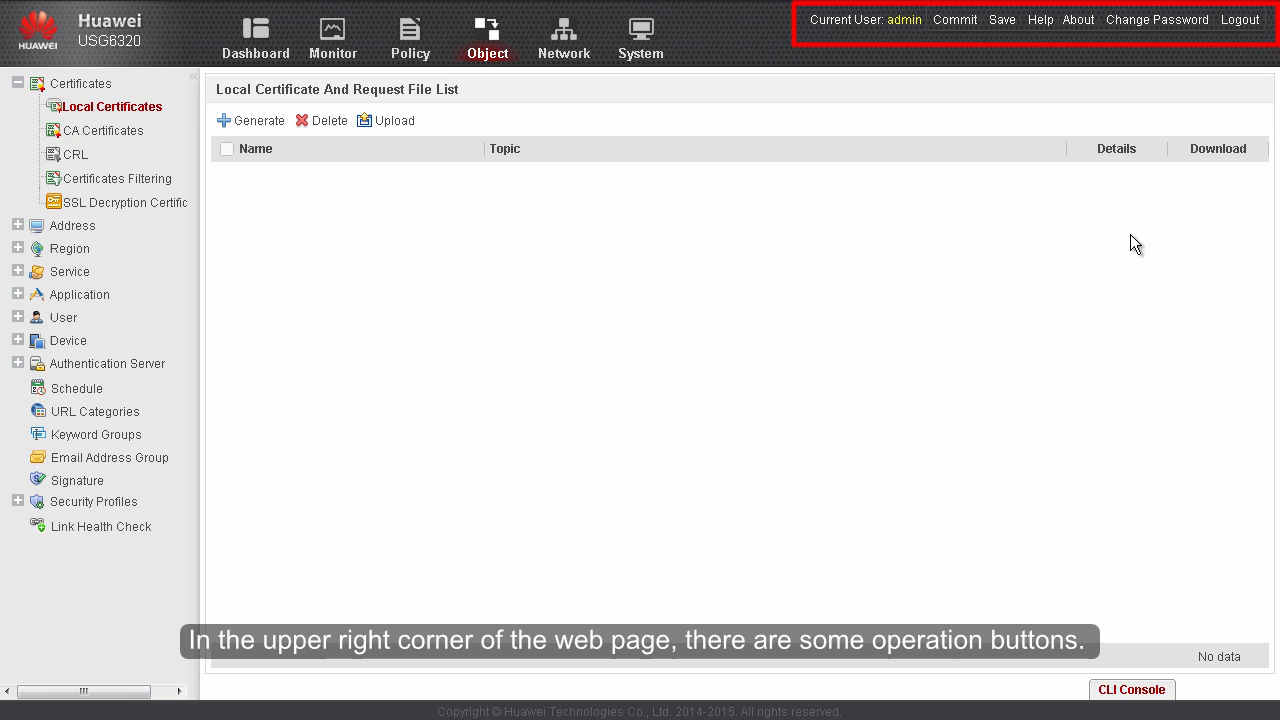 HUAWEI
Huawei
USG6320
Dashboard
Monitor
Policy
Object
Network
System
Current User: admin Commit Save Help About Change Password Logout
Certificates
Local Certificates
CA Certificates
CRL
Certificates Filtering
SSL Decryption Certific
Address
Region
Service
Application
User
Device
Authentication Server
Schedule
URL Categories
Keyword Groups
Email Address Group
Signature
Security Profiles
Link Health Check
Local Certificate And Request File List
Generate Delete Upload
Name Topic Details Download
In the upper right corner of the web page, there are some operation buttons.
No data
CLI Console
Copyright © Huawei Technologies Co., Ltd. 2014-2015. All rights reserved.